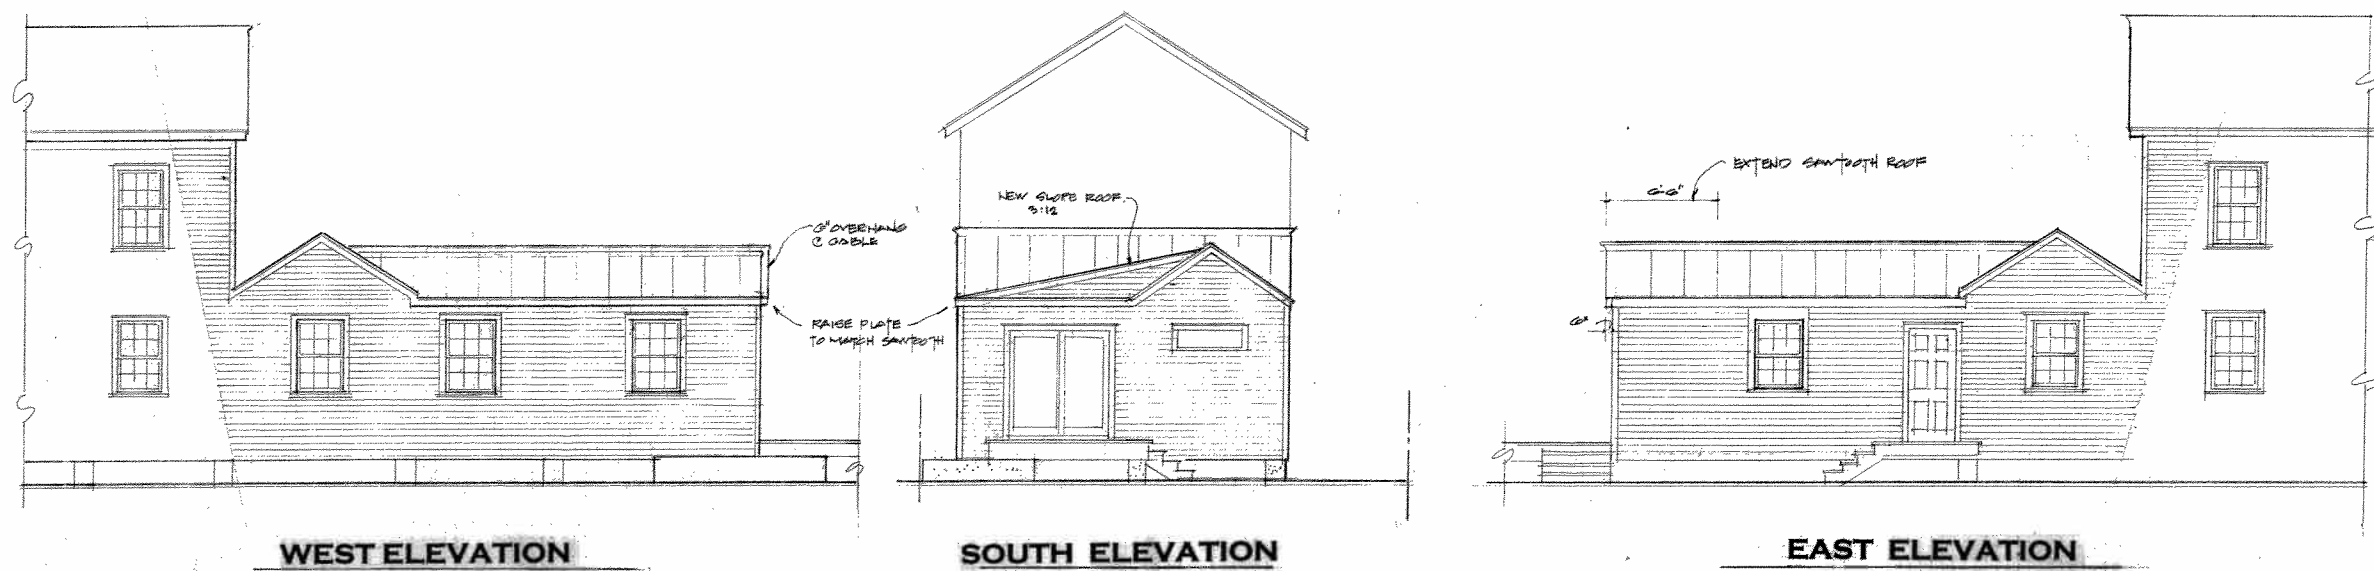 6" OVERHANG
@ GABLE
RAISE PLATE
TO MATCH SAWTOOTH
NEW SLOPE ROOF
3:12
EXTEND SAWTOOTH ROOF
6'-6"
6"
WEST ELEVATION
SOUTH ELEVATION
EAST ELEVATION